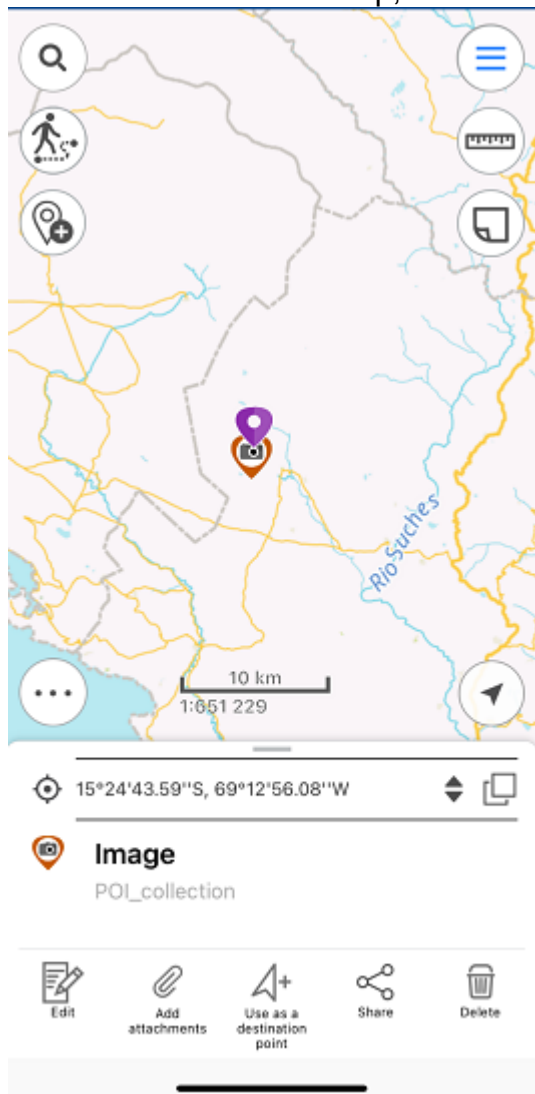 Rio Suches
10 km
1:651 229
15°24'43.59''S, 69°12'56.08''W
Image
POI_collection
Edit
Add
attachments
Use as a
destination
point
Share
Delete